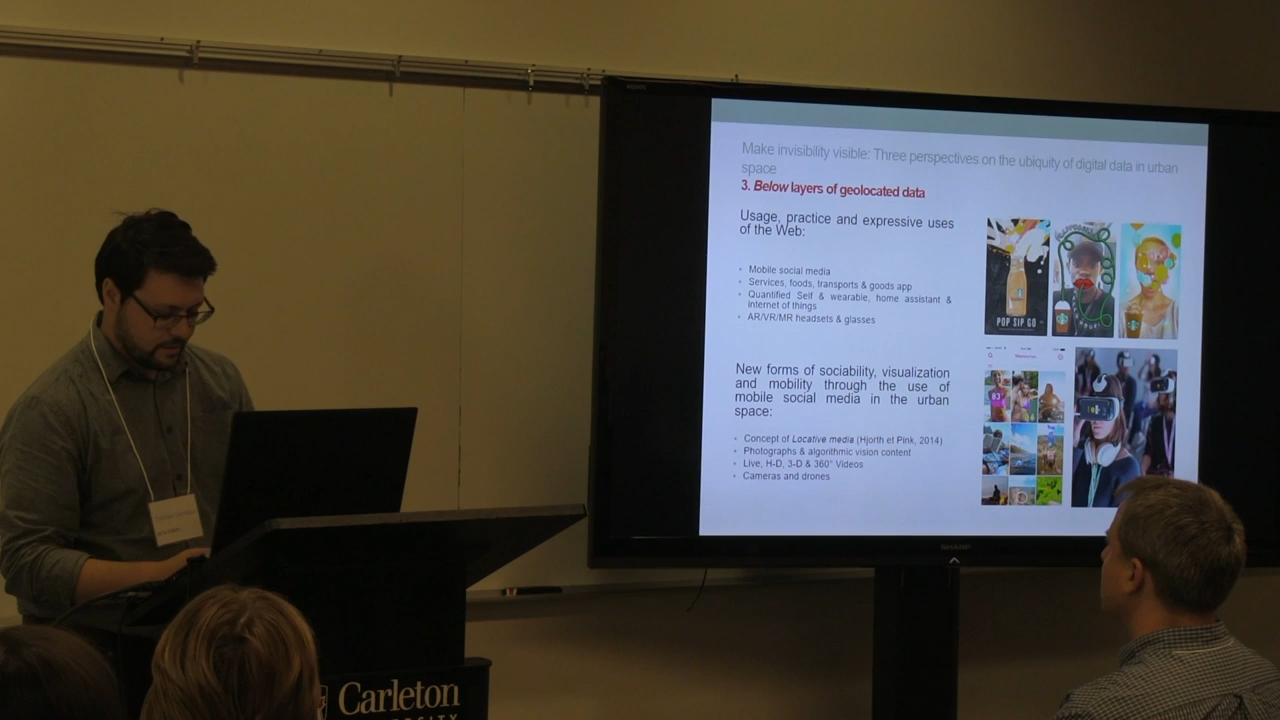 Make invisibility visible: Three perspectives on the ubiquity of digital data in urban
space
3. Below layers of geolocated data
Usage, practice and expressive uses
of the Web:
• Mobile social media
• Services, foods, transports & goods app
• Quantified Self & wearable, home assistant &
internet of things
• AR/VR/MR headsets & glasses
New forms of sociability, visualization
and mobility through the use of
mobile social media in the urban
space:
• Concept of Locative media (Hjorth et Pink, 2014)
• Photographs & algorithmic vision content
• Live, H-D, 3-D & 360° Videos
• Cameras and drones
POP SIP GO
83
SHARP
Carleton